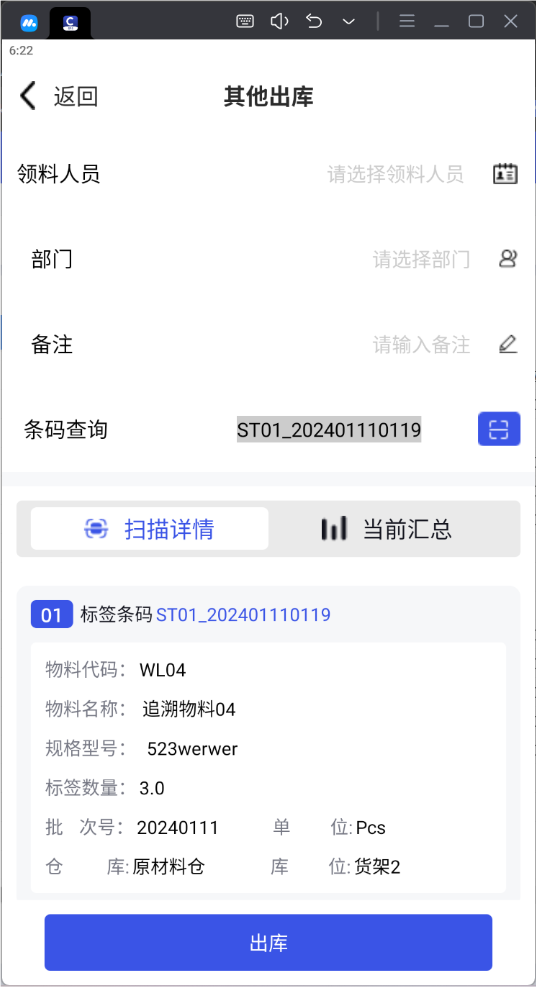 6:22
返回 其他出库
领料人员 请选择领料人员
部门 请选择部门
备注 请输入备注
条码查询 ST01_202401110119
扫描详情 当前汇总
01 标签条码 ST01_202401110119
物料代码: WL04
物料名称: 追溯物料04
规格型号: 523werwer
标签数量: 3.0
批 次号: 20240111 单 位: Pcs
仓 库: 原材料仓 库 位: 货架2
出库